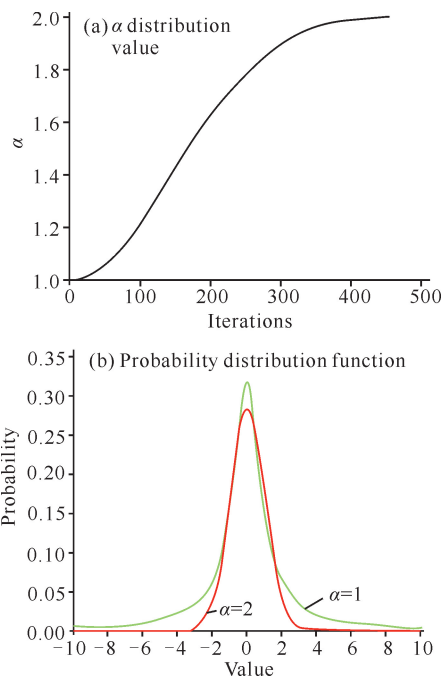 2.0
(a) α distribution
value
1.8
1.6
α
1.4
1.2
1.0
0 100 200 300 400 500
Iterations
0.35
(b) Probability distribution function
0.30
0.25
Probability
0.20
0.15
0.10
0.05
α=2
α=1
0.00
−10 −8 −6 −4 −2 0 2 4 6 8 10
Value